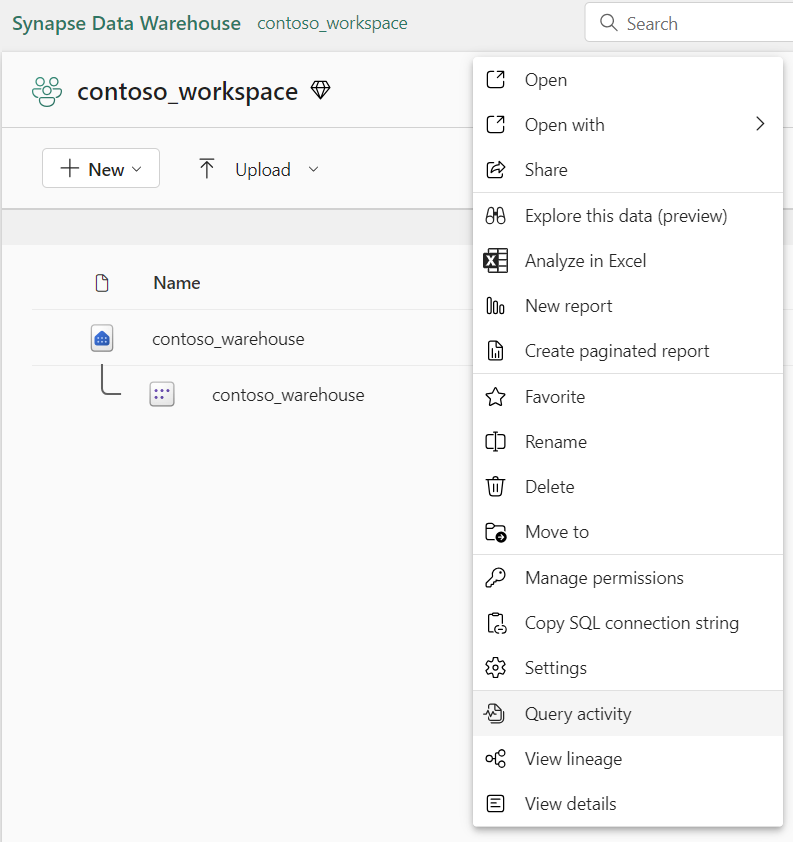 Synapse Data Warehouse contoso_workspace
Search
contoso_workspace
New
Upload
Name
contoso_warehouse
contoso_warehouse
Open
Open with
Share
Explore this data (preview)
Analyze in Excel
New report
Create paginated report
Favorite
Rename
Delete
Move to
Manage permissions
Copy SQL connection string
Settings
Query activity
View lineage
View details